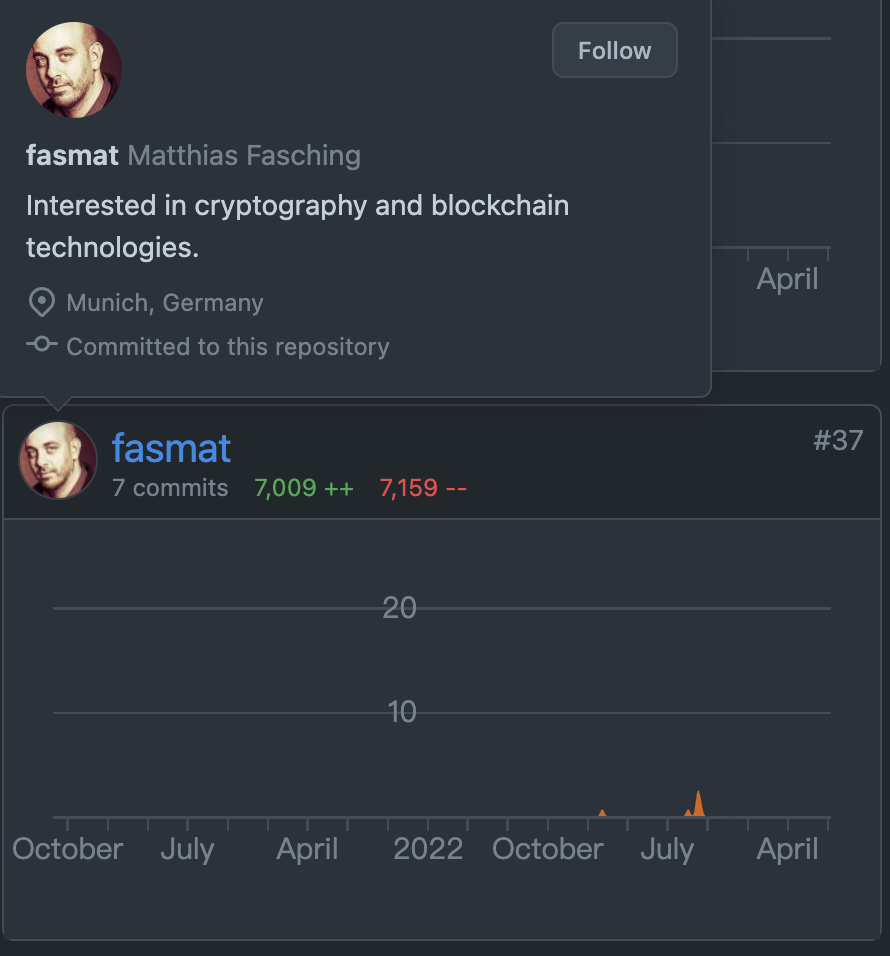 Follow
fasmat Matthias Fasching
Interested in cryptography and blockchain
technologies.
Munich, Germany
Committed to this repository
April
fasmat
#37
7 commits 7,009 ++ 7,159 --
20
10
October July April 2022 October July April